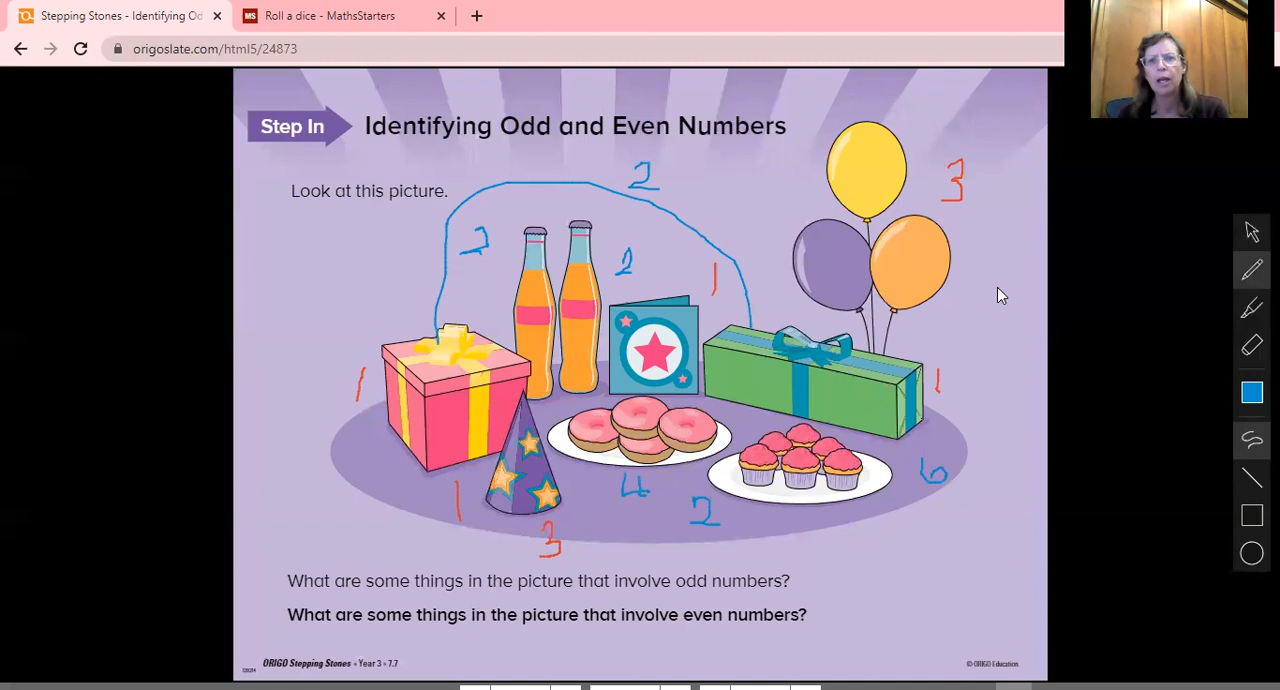 Stepping Stones - Identifying Od
MS Roll a dice - MathsStarters
origoslate.com/html5/24873
Step In
Identifying Odd and Even Numbers
Look at this picture.
2
3
2
2
1
1
1
6
4
2
1
3
What are some things in the picture that involve odd numbers?
What are some things in the picture that involve even numbers?
ORIGO Stepping Stones • Year 3 • 7.7
© ORIGO Education